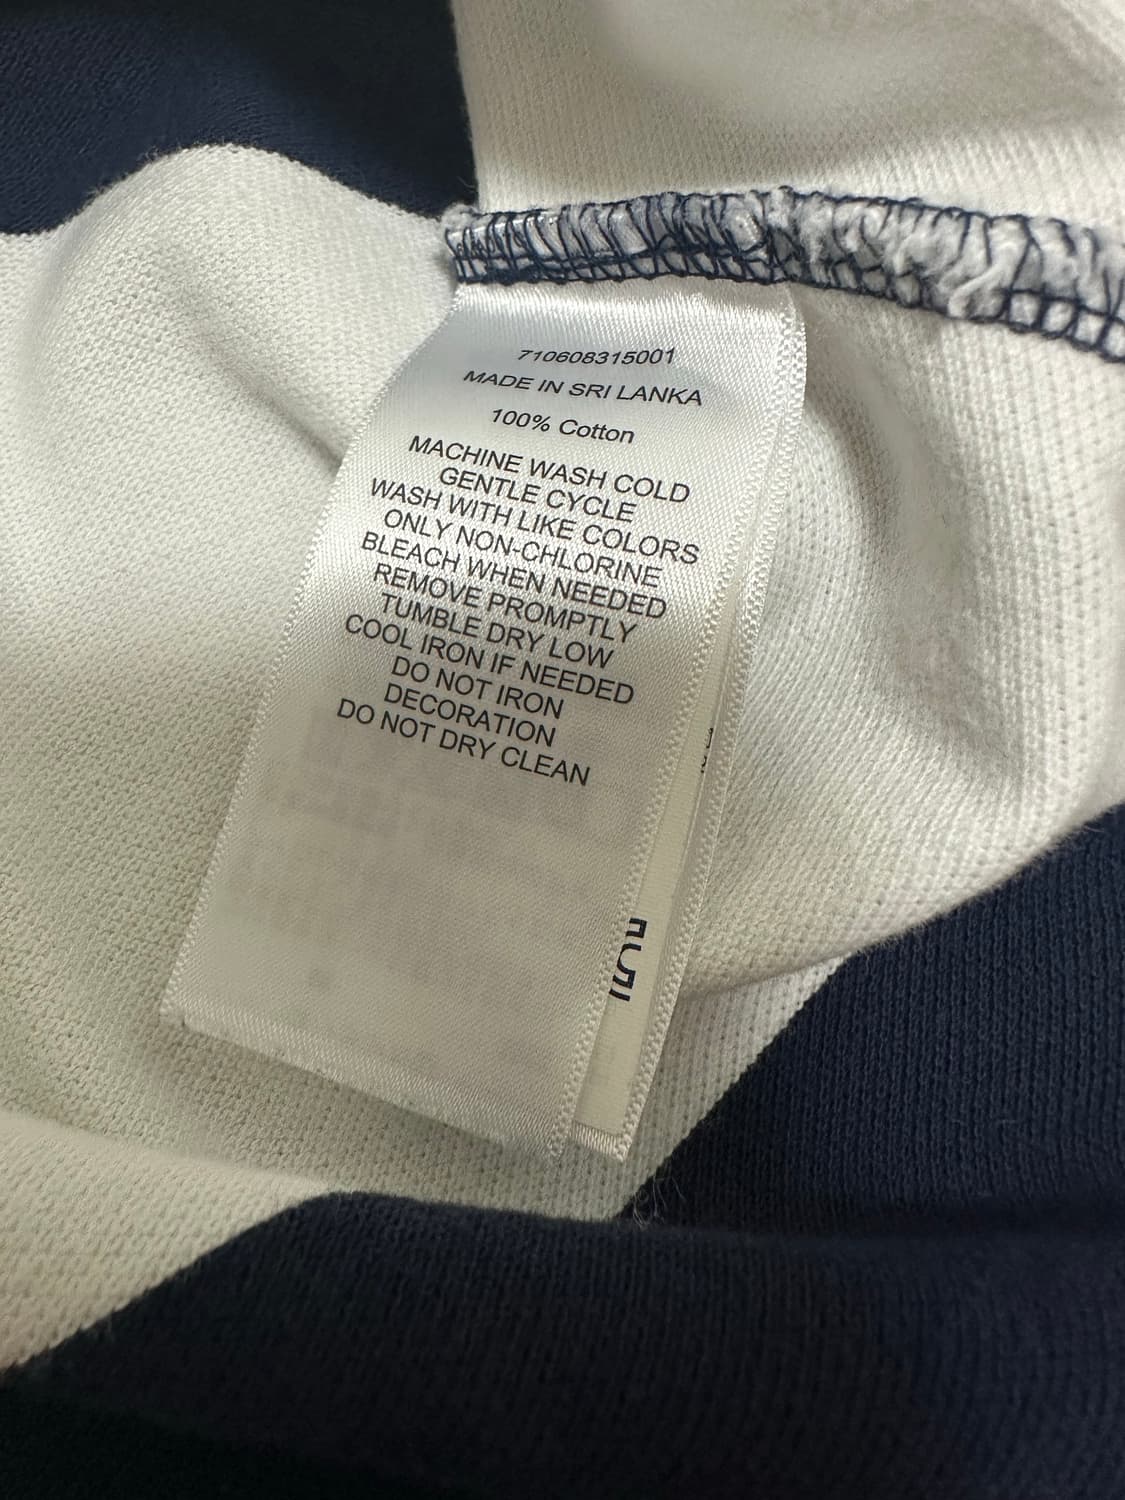 710608315001
MADE IN SRI LANKA
100% Cotton
MACHINE WASH COLD
GENTLE CYCLE
WASH WITH LIKE COLORS
ONLY NON-CHLORINE
BLEACH WHEN NEEDED
REMOVE PROMPTLY
TUMBLE DRY LOW
COOL IRON IF NEEDED
DO NOT IRON
DECORATION
DO NOT DRY CLEAN